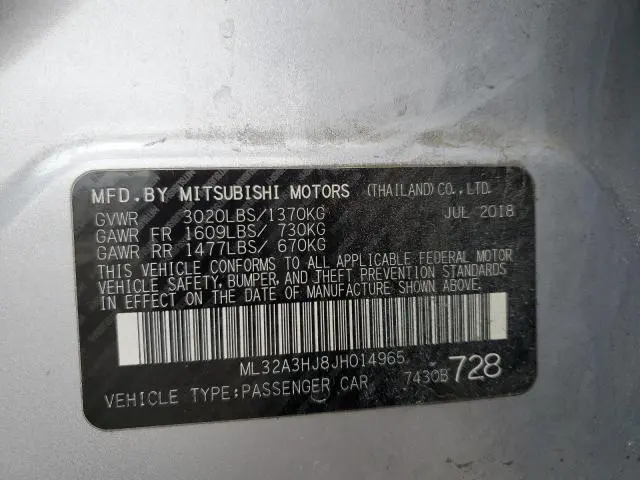 MFD.BY MITSUBISHI MOTORS (THAILAND) CO., LTD.
GVWR 3020LBS/1370KG JUL 2018
GAWR FR 1609LBS/ 730KG
GAWR RR 1477LBS/ 670KG
THIS VEHICLE CONFORMS TO ALL APPLICABLE FEDERAL MOTOR
VEHICLE SAFETY, BUMPER, AND THEFT PREVENTION STANDARDS
IN EFFECT ON THE DATE OF MANUFACTURE SHOWN ABOVE.
ML32A3HJ8JH014965
VEHICLE TYPE;PASSENGER CAR 7430B 728